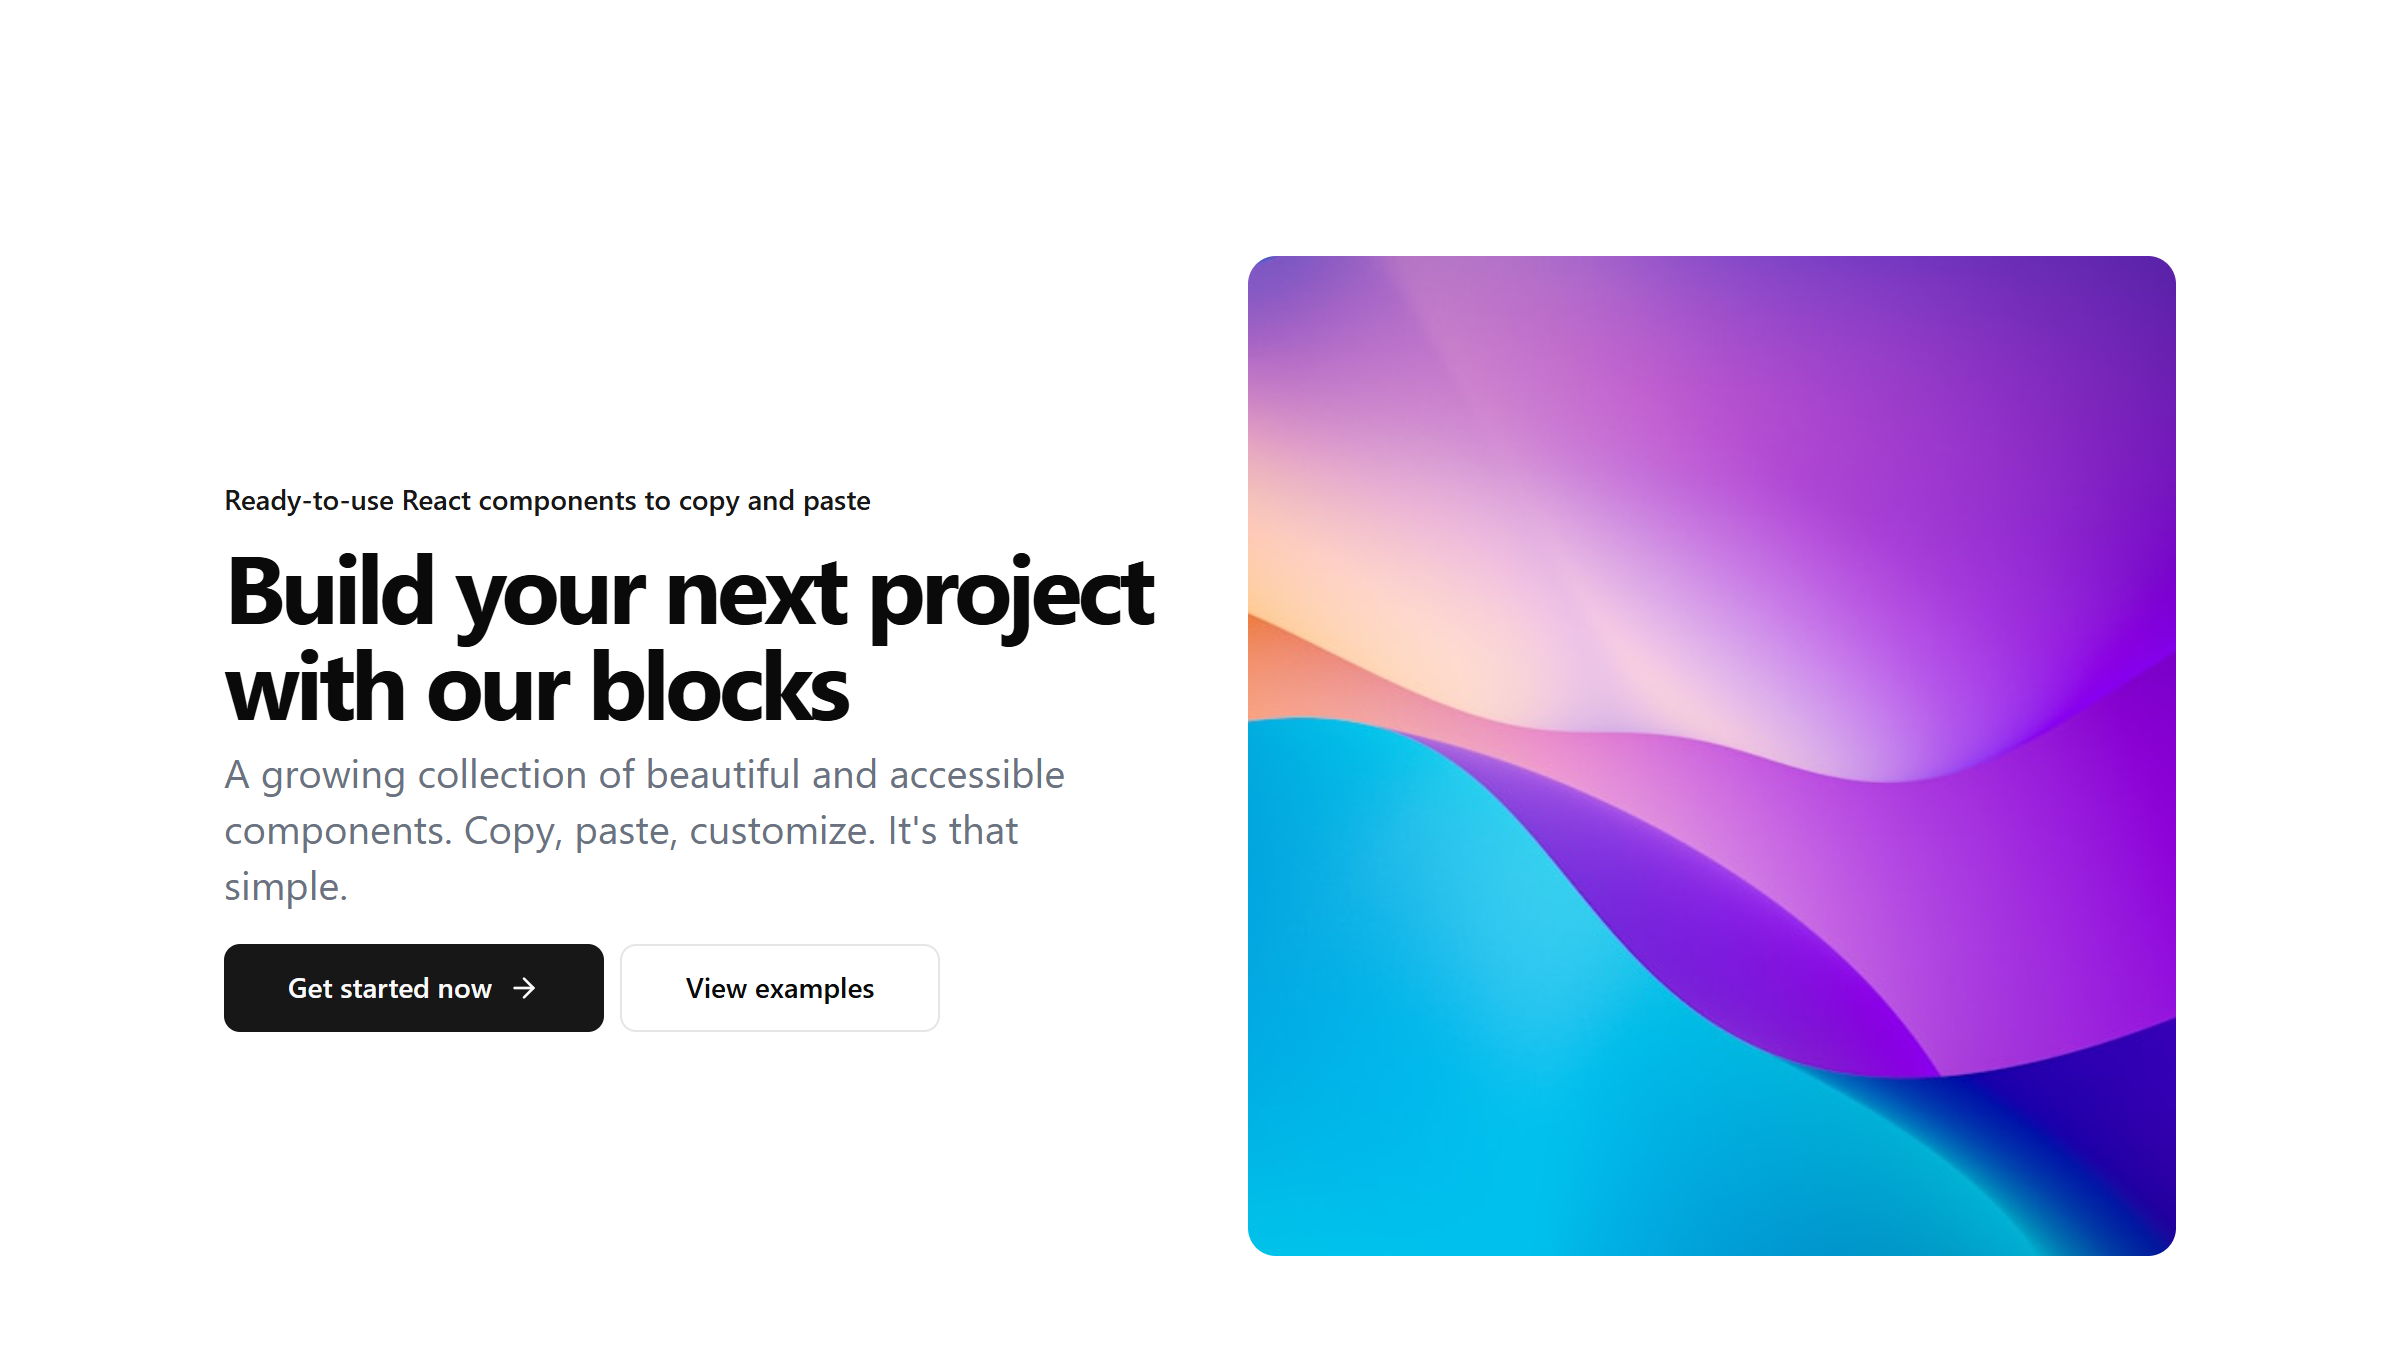 Ready-to-use React components to copy and paste
Build your next project
with our blocks
A growing collection of beautiful and accessible
components. Copy, paste, customize. It's that
simple.
Get started now
View examples